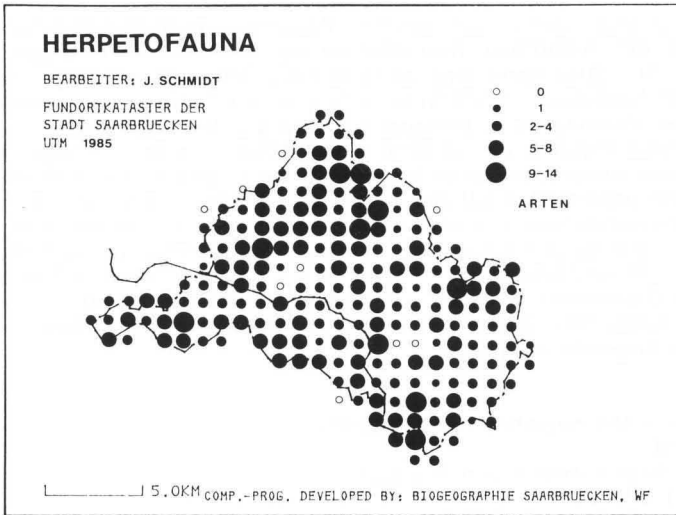 HERPETOFAUNA
BEARBEITER: J. SCHMIDT
FUNDORTKATASTER DER
STADT SAARBRUECKEN
UTM 1985
0
1
2-4
5-8
9-14
ARTEN
5.0KM COMP.-PROG. DEVELOPED BY: BIOGEOGRAPHIE SAARBRUECKEN, WF